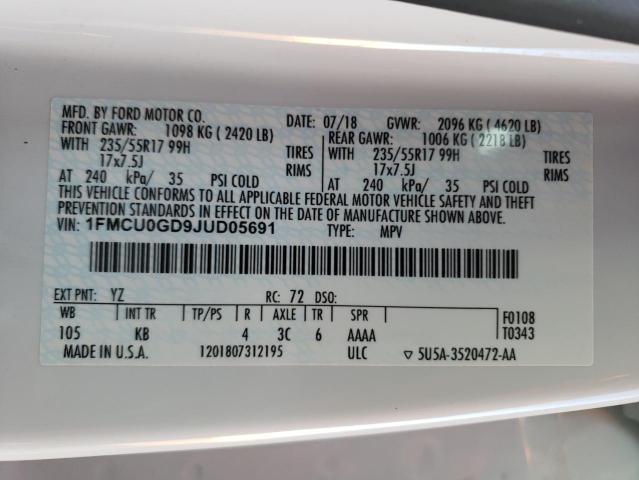 MFD. BY FORD MOTOR CO. DATE: 07/18 GVWR: 2096 KG ( 4620 LB)
FRONT GAWR: 1098 KG ( 2420 LB) REAR GAWR: 1006 KG ( 2218 LB)
WITH 235/55R17 99H TIRES WITH 235/55R17 99H TIRES
17x7.5J RIMS 17x7.5J RIMS
AT 240 kPa/ 35 PSI COLD AT 240 kPa/ 35 PSI COLD
THIS VEHICLE CONFORMS TO ALL APPLICABLE FEDERAL MOTOR VEHICLE SAFETY AND THEFT
PREVENTION STANDARDS IN EFFECT ON THE DATE OF MANUFACTURE SHOWN ABOVE.
VIN: 1FMCU0GD9JUD05691 TYPE: MPV
EXT PNT: YZ RC: 72 DSO:
WB INT TR TP/PS R AXLE TR SPR F0108
105 KB 4 3C 6 AAAA T0343
MADE IN U.S.A. 1201807312195 ULC ▽ 5U5A-3520472-AA